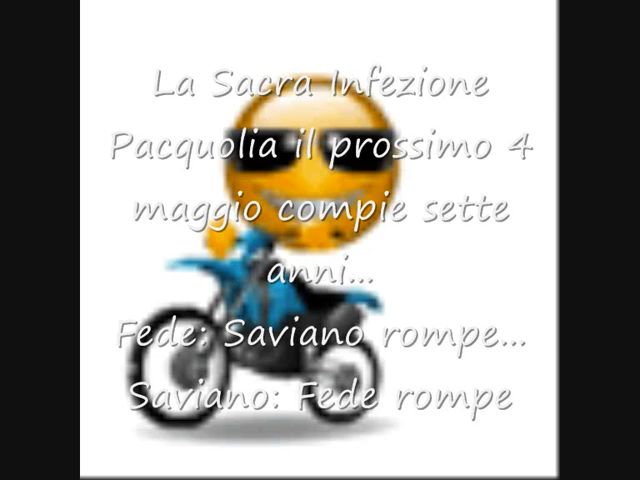 La Sacra Infezione
Pacquolia il prossimo 4
maggio compie sette
anni...
Fede: Saviano rompe...
Saviano: Fede rompe